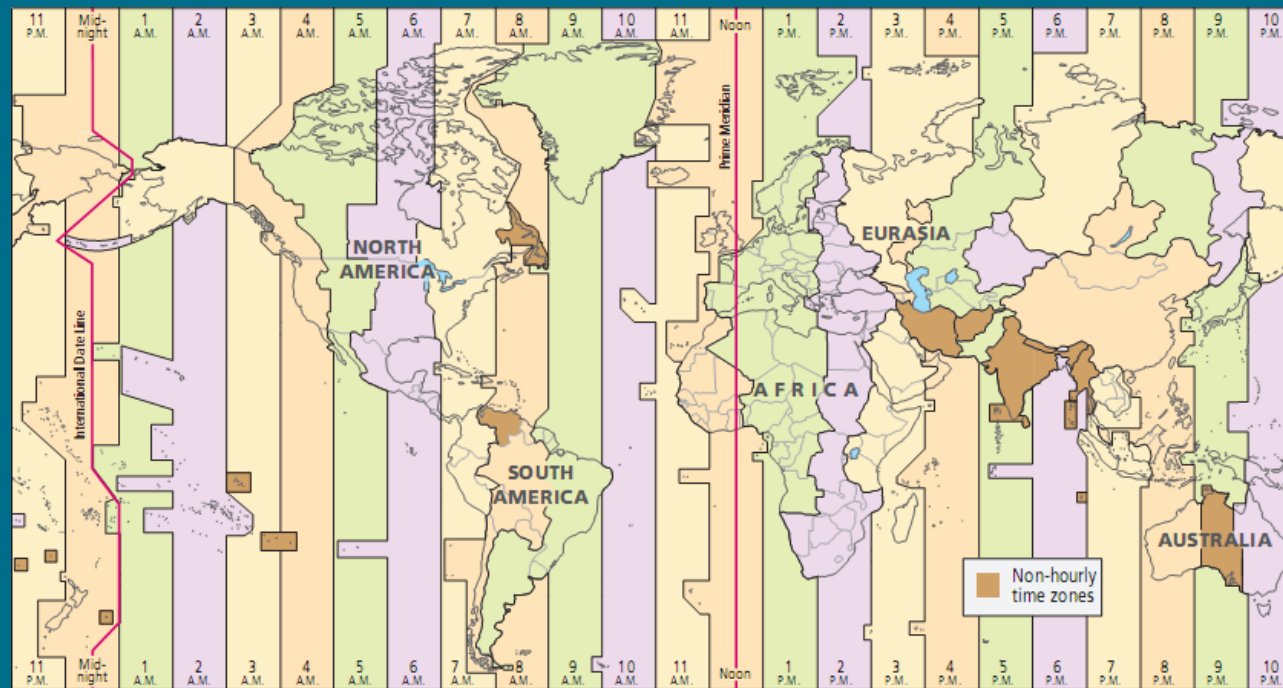 11 Mid- 1 2 3 4 5 6 7 8 9 10 11 Noon 1 2 3 4 5 6 7 8 9 10
P.M. night A.M. A.M. A.M. A.M. A.M. A.M. A.M. A.M. A.M. A.M. A.M. P.M. P.M. P.M. P.M. P.M. P.M. P.M. P.M. P.M. P.M.
Prime Meridian
NORTH
AMERICA
EURASIA
International Date Line
AFRICA
SOUTH
AMERICA
AUSTRALIA
Non-hourly
time zones
11 Mid- 1 2 3 4 5 6 7 8 9 10 11 Noon 1 2 3 4 5 6 7 8 9 10
P.M. night A.M. A.M. A.M. A.M. A.M. A.M. A.M. A.M. A.M. A.M. A.M. P.M. P.M. P.M. P.M. P.M. P.M. P.M. P.M. P.M. P.M.